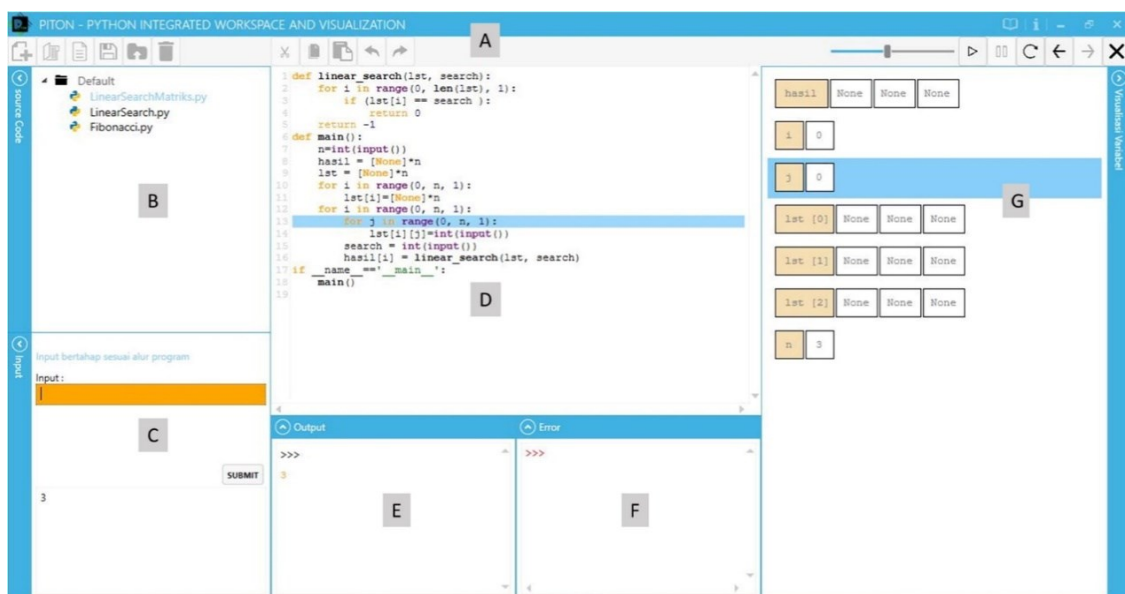 PITON - PYTHON INTEGRATED WORKSPACE AND VISUALIZATION
A
source Code
Default
LinearSearchMatriks.py
LinearSearch.py
Fibonacci.py
B
Input
Input bertahap sesuai alur program
Input :
C
SUBMIT
3
1 def linear_search(lst, search):
2 for i in range(0, len(lst), 1):
3 if (lst[i] == search ):
4 return 0
5 return -1
6 def main():
7 n=int(input())
8 hasil = [None]*n
9 lst = [None]*n
10 for i in range(0, n, 1):
11 lst[i]=[None]*n
12 for i in range(0, n, 1):
13 for j in range(0, n, 1):
14 lst[i][j]=int(input())
15 search = int(input())
16 hasil[i] = linear_search(lst, search)
17 if __name__=='__main__':
18 main()
19
D
Output
>>>
3
E
Error
>>>
F
hasil None None None
i 0
j 0
G
lst [0] None None None
lst [1] None None None
lst [2] None None None
n 3
Visualisasi Variabel